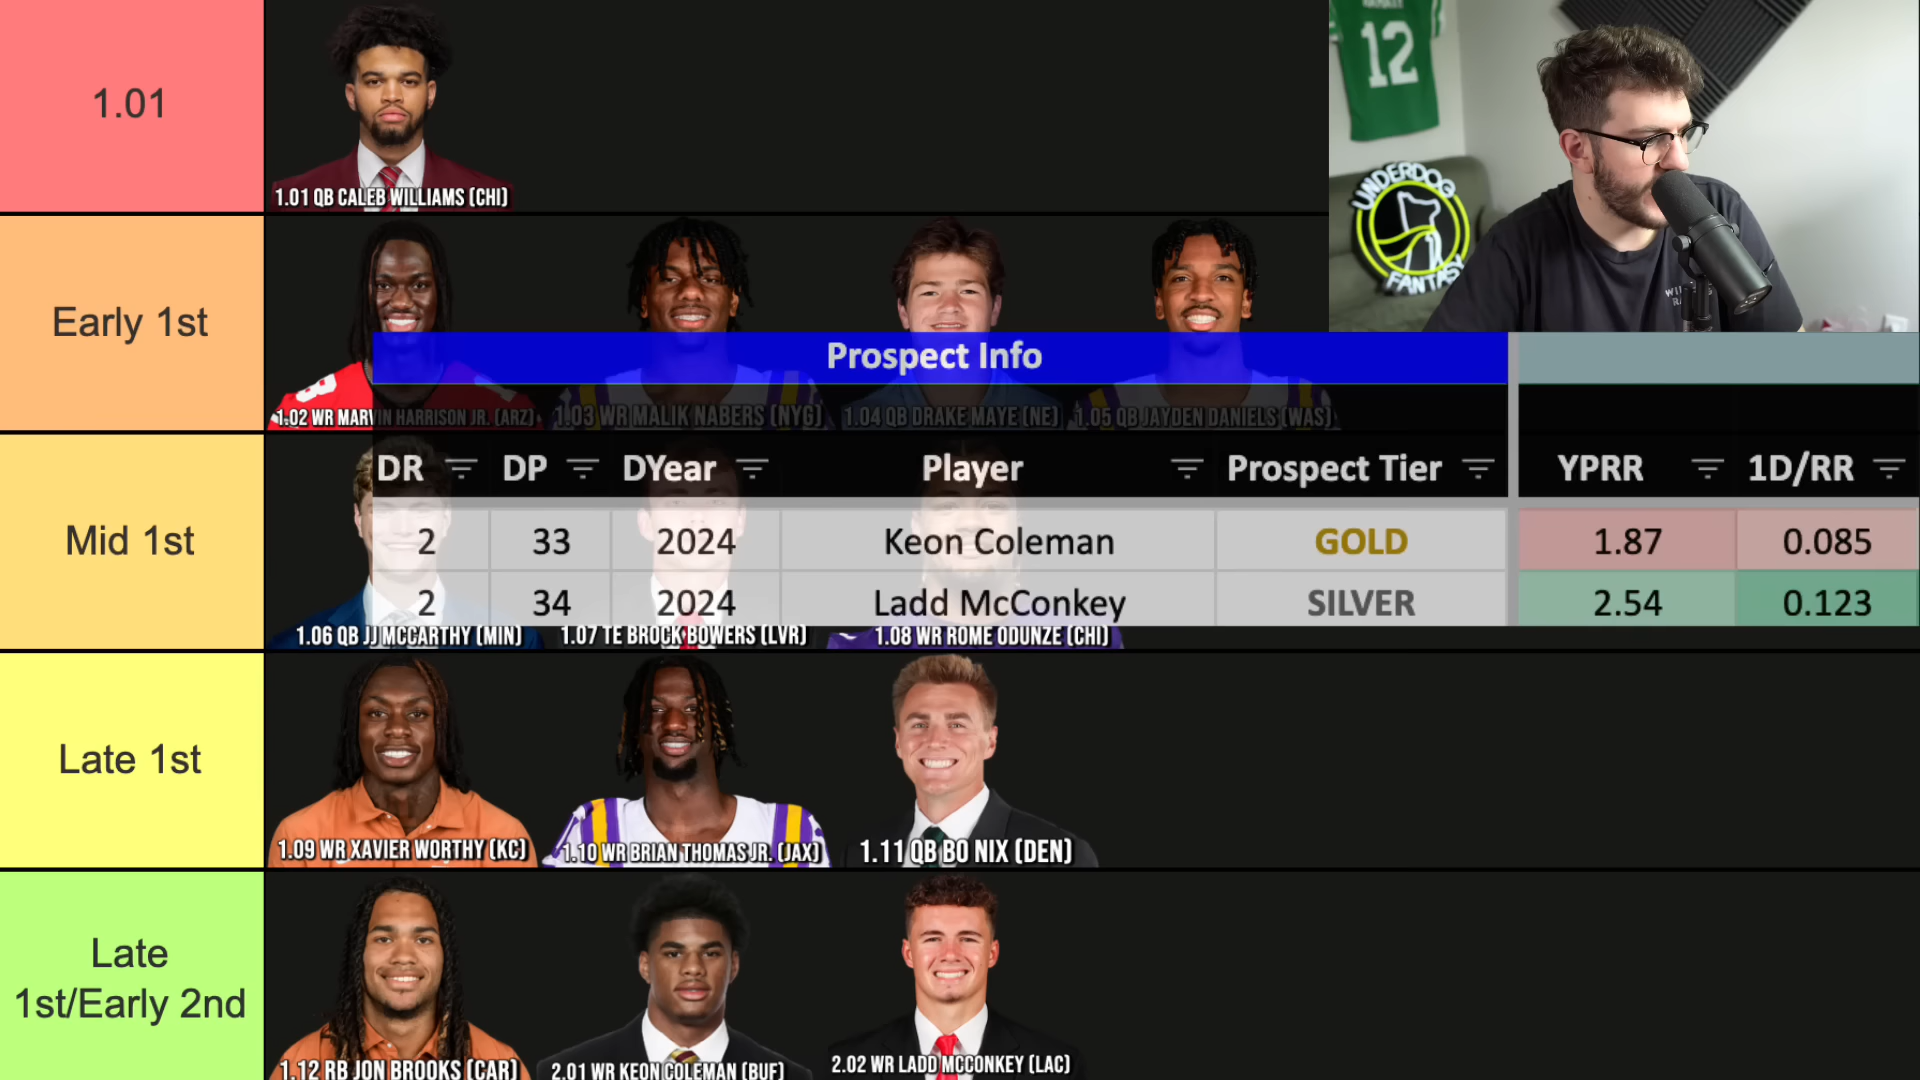 1.01
1.01 QB CALEB WILLIAMS (CHI)
12
UNDERDOG
FANTASY
Early 1st
Prospect Info
1.02 WR MARVIN HARRISON JR. (ARZ)
1.03 WR MALIK NABERS (NYG)
1.04 QB DRAKE MAYE (NE)
1.05 QB JAYDEN DANIELS (WAS)
DR DP DYear Player Prospect Tier YPRR 1D/RR
Mid 1st
2 33 2024 Keon Coleman GOLD 1.87 0.085
2 34 2024 Ladd McConkey SILVER 2.54 0.123
1.06 QB JJ MCCARTHY (MIN)
1.07 TE BROCK BOWERS (LVR)
1.08 WR ROME ODUNZE (CHI)
Late 1st
1.09 WR XAVIER WORTHY (KC)
1.10 WR BRIAN THOMAS JR. (JAX)
1.11 QB BO NIX (DEN)
Late
1st/Early 2nd
1.12 RB JON BROOKS (CAR)
2.01 WR KEON COLEMAN (BUF)
2.02 WR LADD MCCONKEY (LAC)